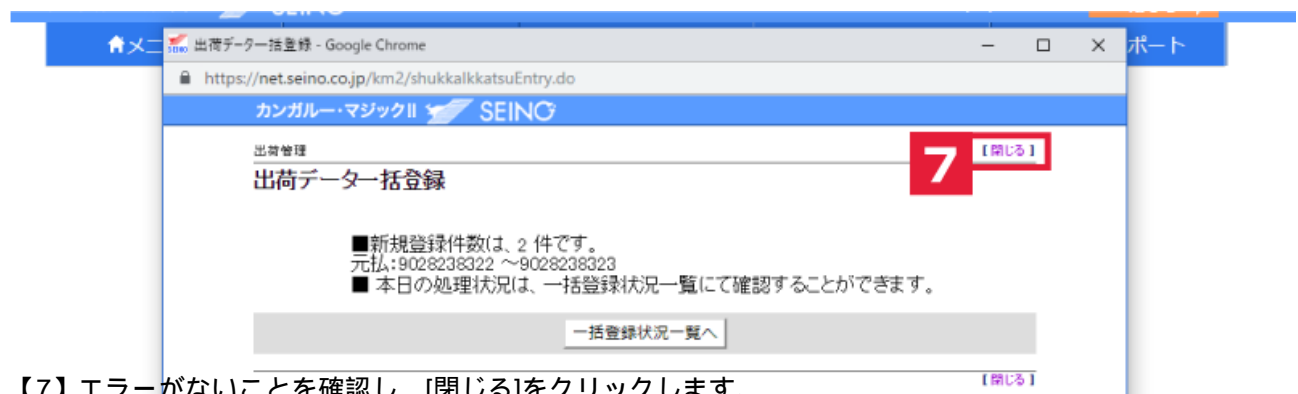 メニ
ポート
出荷データ一括登録 - Google Chrome
https://net.seino.co.jp/km2/shukkaIkkatsuEntry.do
カンガルー・マジックII SEINO
出荷管理
7
[閉じる]
出荷データ一括登録
■新規登録件数は、2 件です。
元払:9028238322 ～9028238323
■ 本日の処理状況は、一括登録状況一覧にて確認することができます。
一括登録状況一覧へ
[閉じる]
【7】エラーがないことを確認し、[閉じる]をクリックします